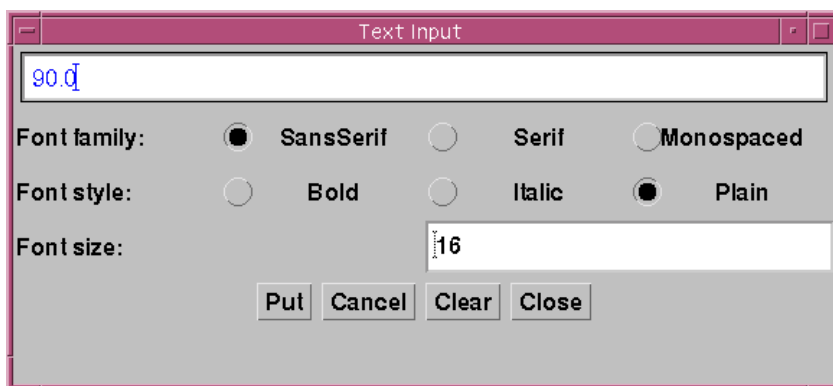 Text Input
90.0
Font family: SansSerif Serif Monospaced
Font style: Bold Italic Plain
Font size: 16
Put Cancel Clear Close